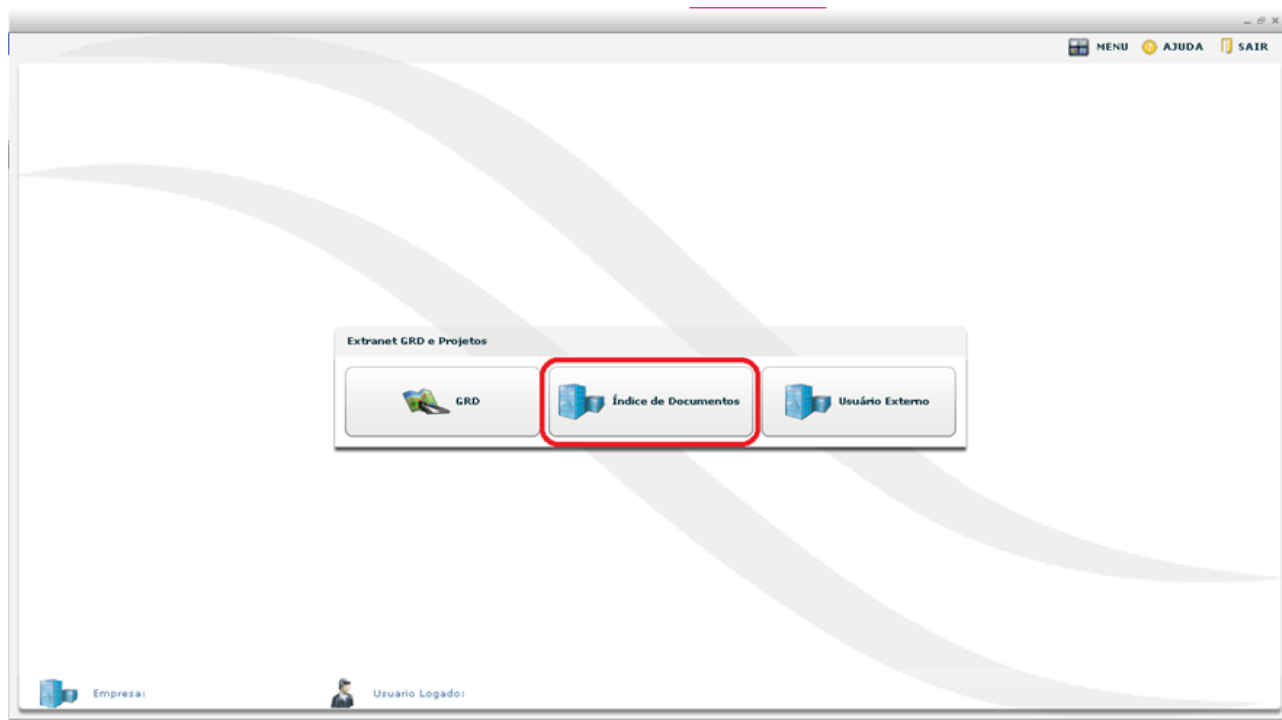 MENU AJUDA SAIR
Extranet GRD e Projetos
GRD Índice de Documentos Usuário Externo
Empresa: Usuario Logado: